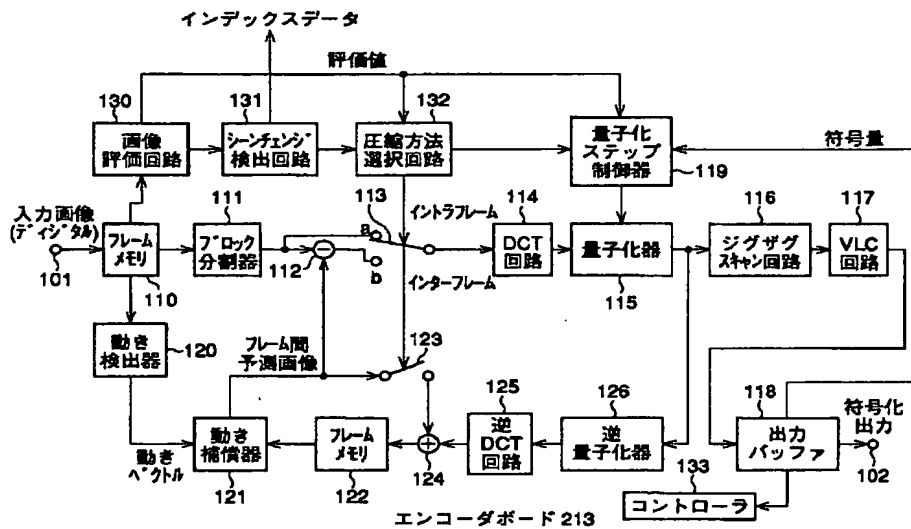 インデックスデータ
評価値
130
131
132
画像
評価回路
シーンチェンジ
検出回路
圧縮方法
選択回路
量子化
ステップ
制御器
119
符号量
入力画像
(ディジタル)
101
フレーム
メモリ
110
111
ブロック
分割器
112
113
a
b
イントラフレーム
インターフレーム
114
DCT
回路
量子化器
115
116
ジグザグ
スキャン回路
117
VLC
回路
動き
検出器
120
フレーム間
予測画像
123
動き
ベクトル
動き
補償器
121
フレーム
メモリ
122
124
125
逆
DCT
回路
126
逆
量子化器
118
出力
バッファ
符号化
出力
102
133
コントローラ
エンコーダボード213